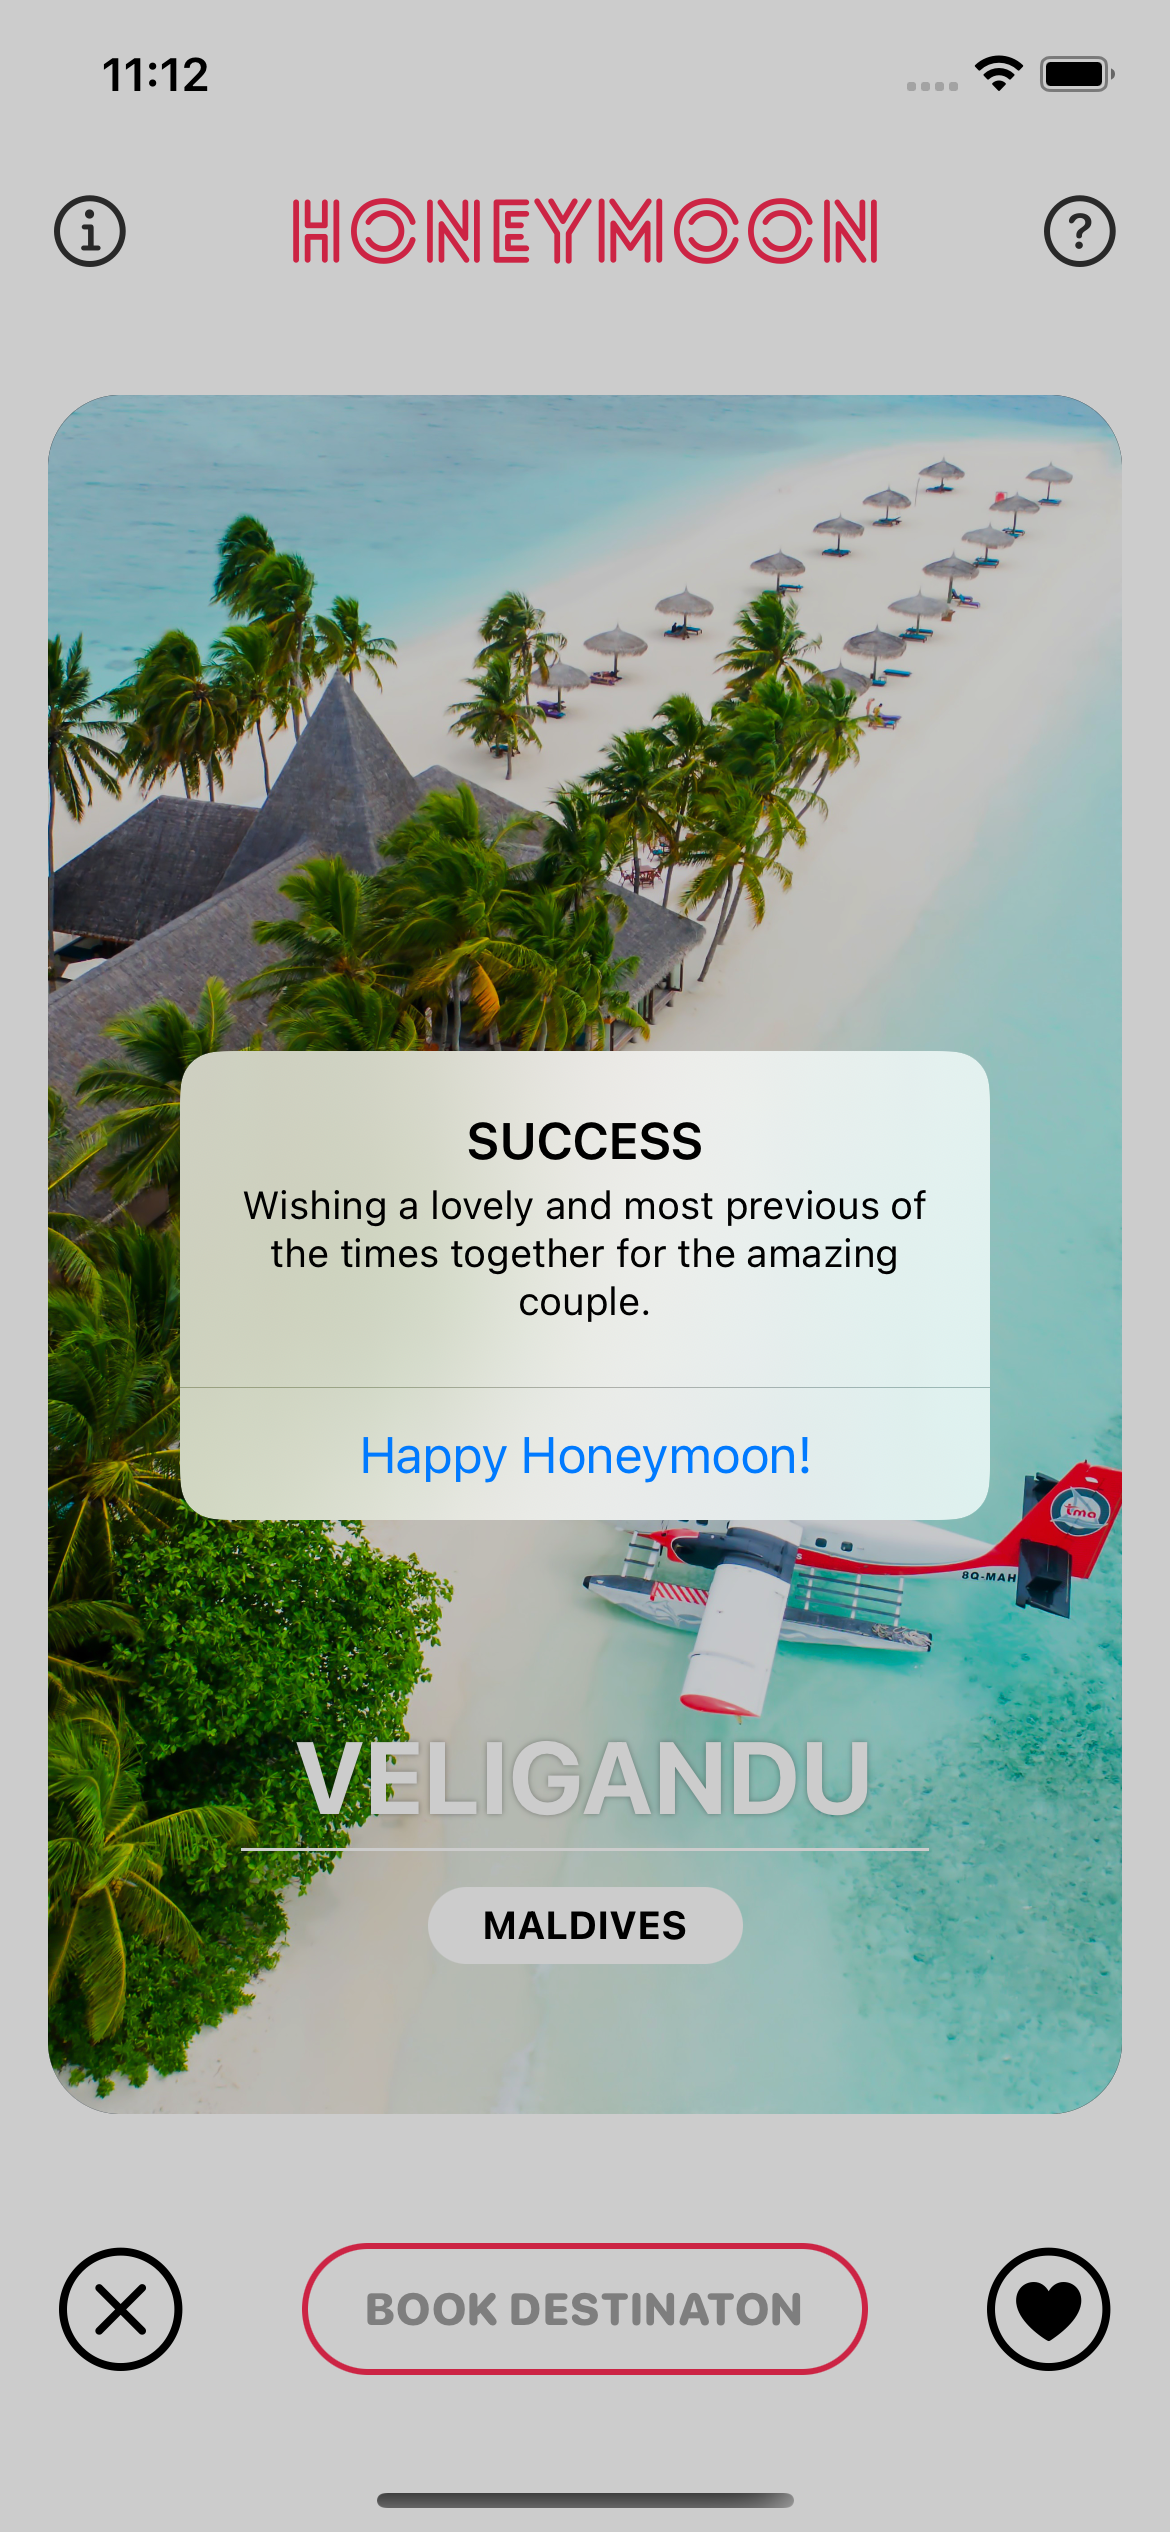 11:12
HONEYMOON
SUCCESS
Wishing a lovely and most previous of
the times together for the amazing
couple.
Happy Honeymoon!
tma
8Q-MAH
VELIGANDU
MALDIVES
BOOK DESTINATON